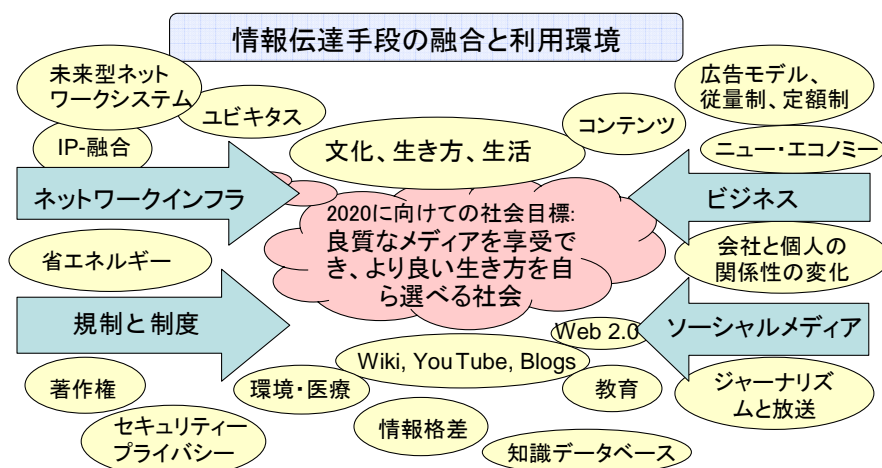 情報伝達手段の融合と利用環境
未来型ネット
ワークシステム
ユビキタス
IP-融合
文化、生き方、生活
コンテンツ
広告モデル、
従量制、定額制
ニュー・エコノミー
ネットワークインフラ
ビジネス
2020に向けての社会目標:
良質なメディアを享受で
き、より良い生き方を自
ら選べる社会
省エネルギー
会社と個人の
関係性の変化
規制と制度
ソーシャルメディア
Web 2.0
Wiki, YouTube, Blogs
著作権
環境・医療
教育
ジャーナリズ
ムと放送
セキュリティー
プライバシー
情報格差
知識データベース